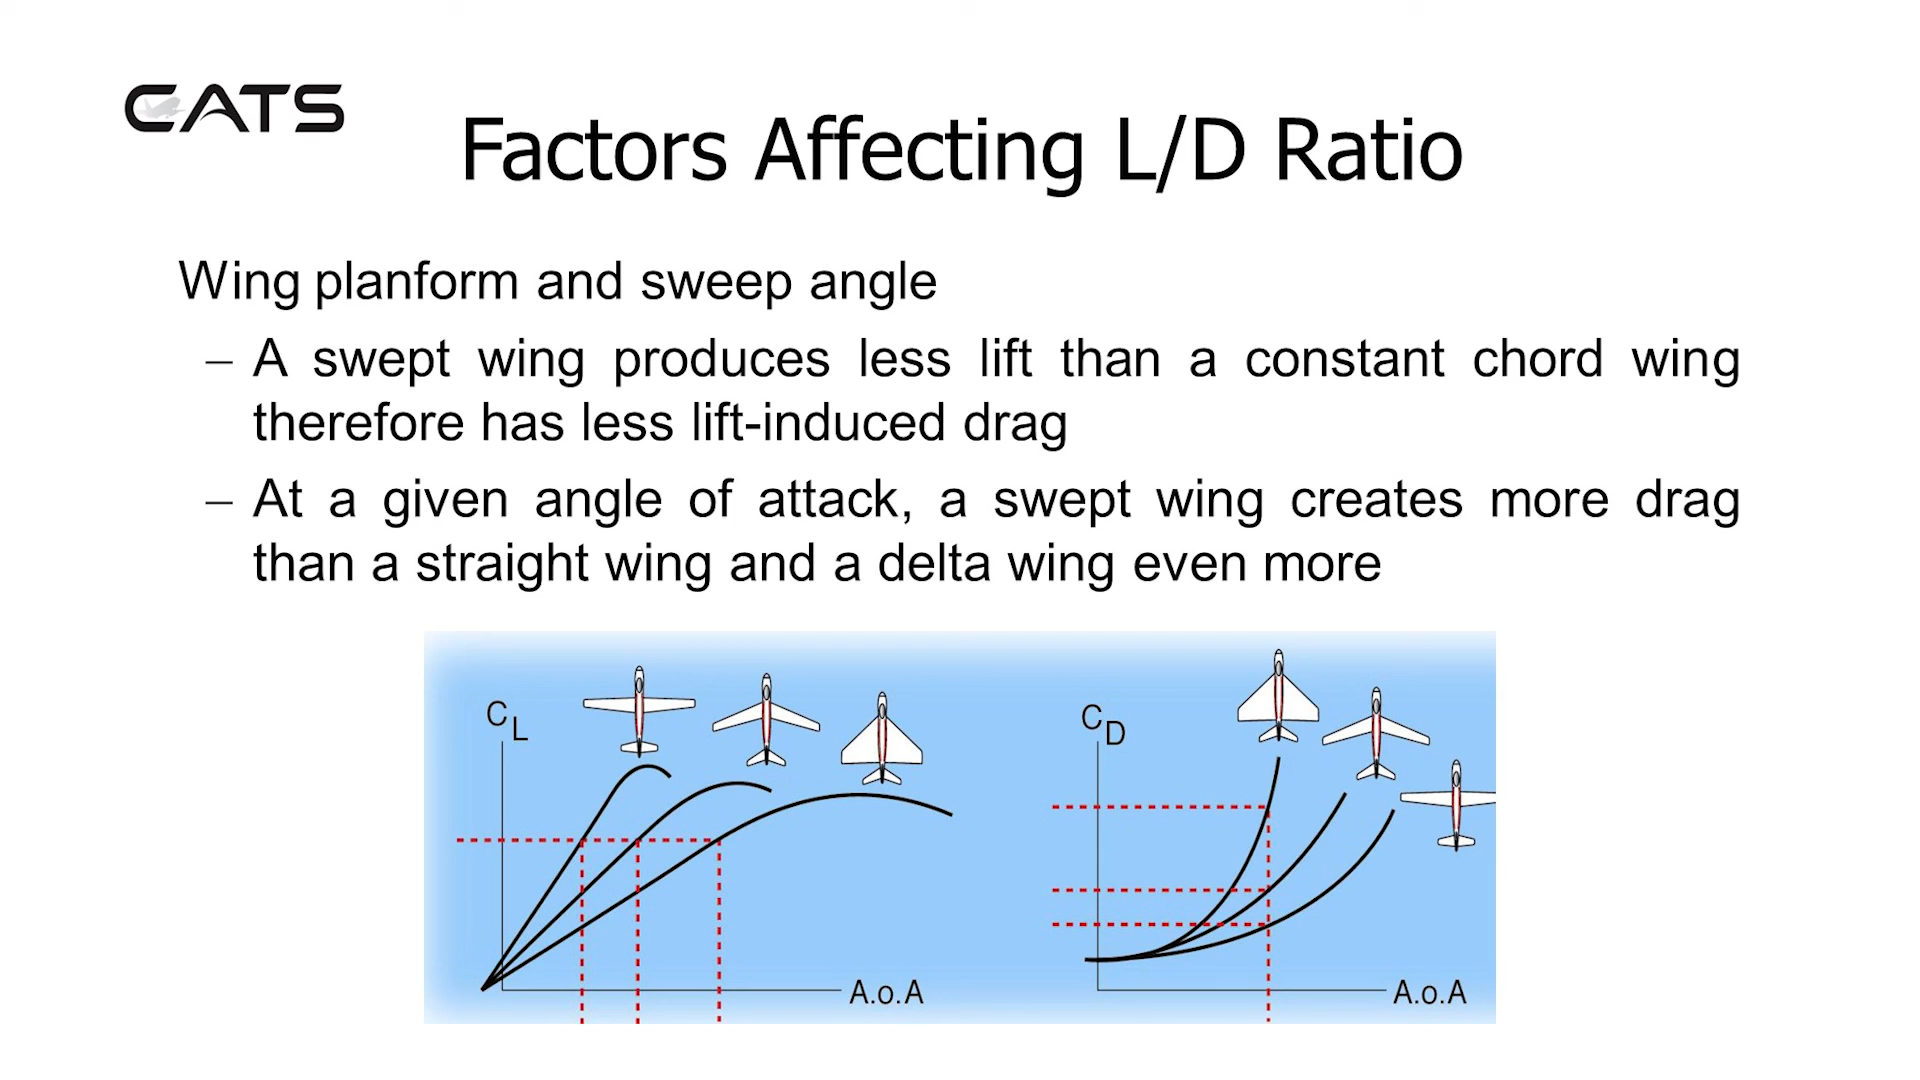 CATS
Factors Affecting L/D Ratio
Wing planform and sweep angle
– A swept wing produces less lift than a constant chord wing
therefore has less lift-induced drag
– At a given angle of attack, a swept wing creates more drag
than a straight wing and a delta wing even more
CL
A.o.A
CD
A.o.A